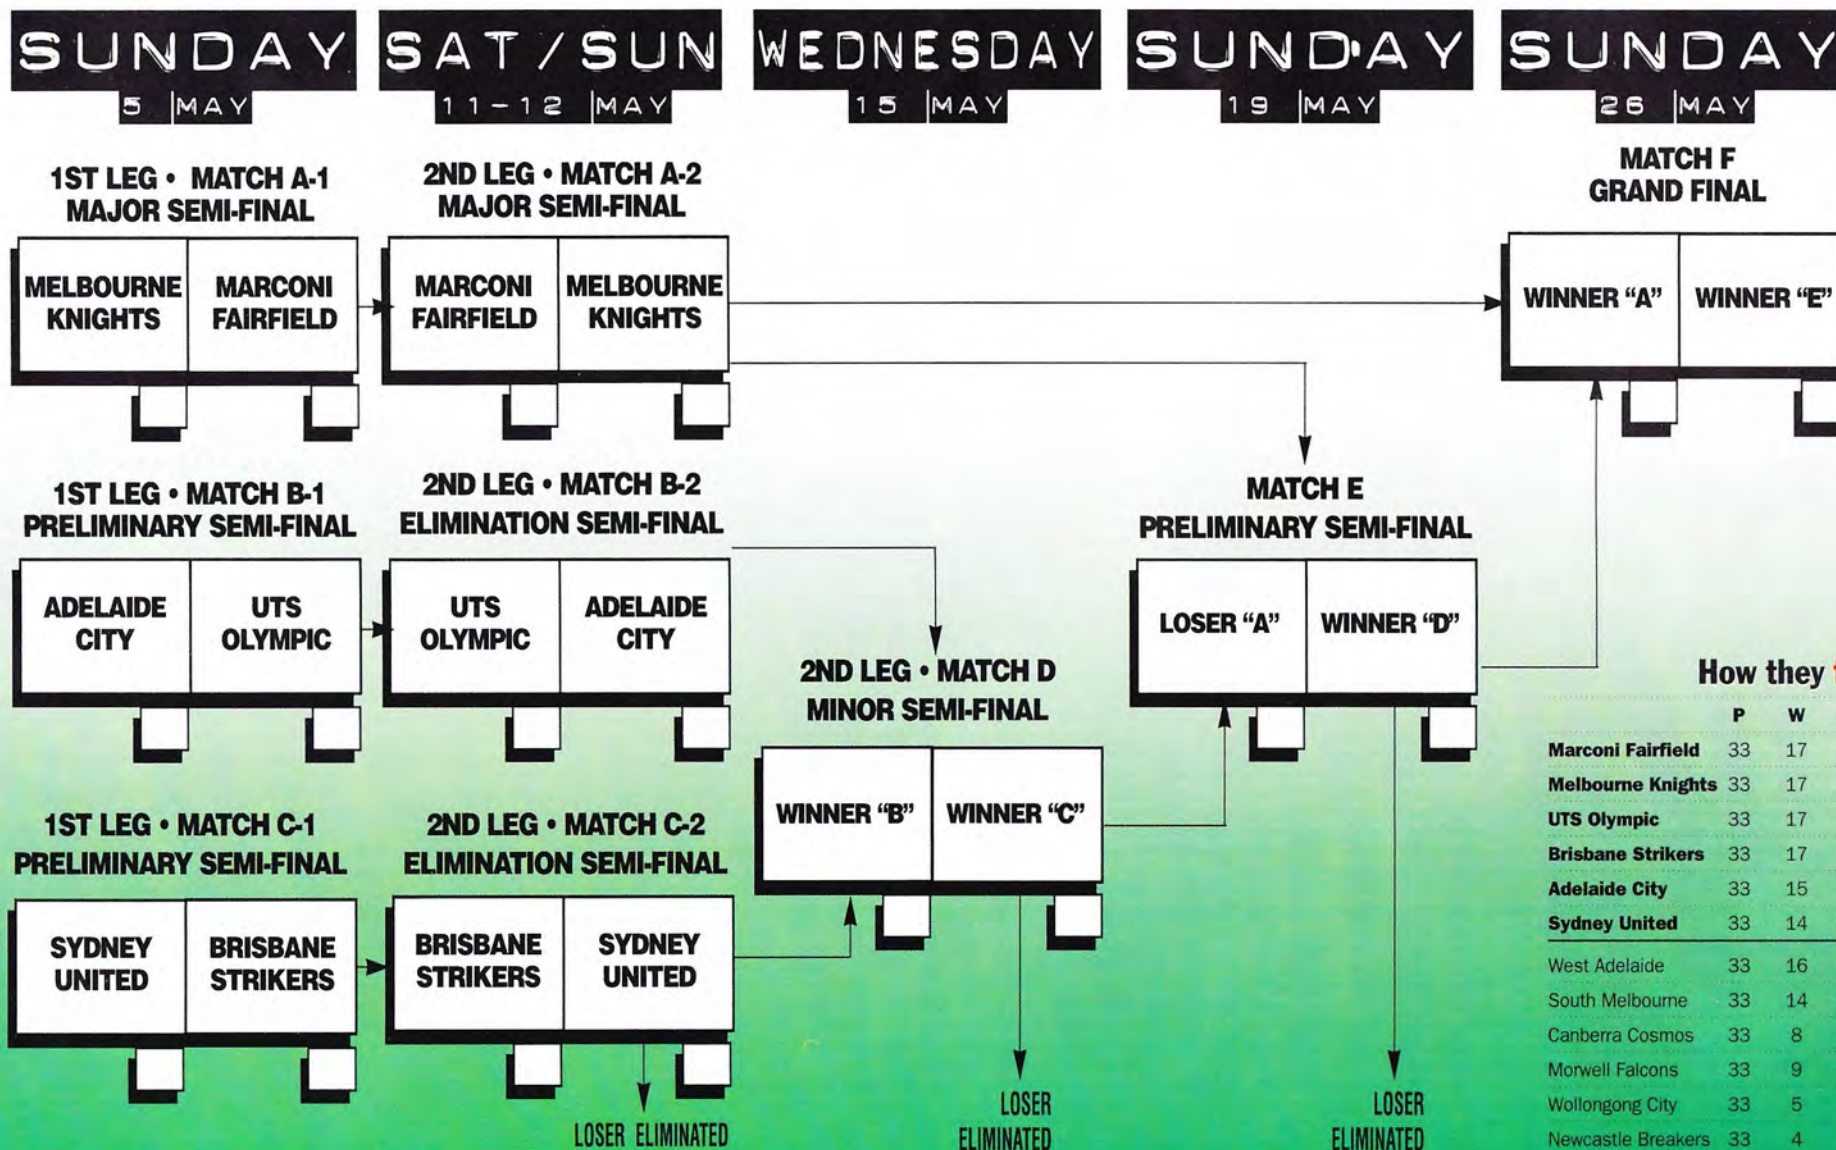 SUNDAY
5 MAY
SAT/SUN
11-12 MAY
WEDNESDAY
15 MAY
SUNDAY
19 MAY
SUNDAY
26 MAY
1ST LEG • MATCH A-1
MAJOR SEMI-FINAL
MELBOURNE
KNIGHTS
MARCONI
FAIRFIELD
2ND LEG • MATCH A-2
MAJOR SEMI-FINAL
MARCONI
FAIRFIELD
MELBOURNE
KNIGHTS
MATCH F
GRAND FINAL
WINNER “A”
WINNER “E”
1ST LEG • MATCH B-1
PRELIMINARY SEMI-FINAL
ADELAIDE
CITY
UTS
OLYMPIC
2ND LEG • MATCH B-2
ELIMINATION SEMI-FINAL
UTS
OLYMPIC
ADELAIDE
CITY
MATCH E
PRELIMINARY SEMI-FINAL
LOSER “A”
WINNER “D”
2ND LEG • MATCH D
MINOR SEMI-FINAL
WINNER “B”
WINNER “C”
1ST LEG • MATCH C-1
PRELIMINARY SEMI-FINAL
SYDNEY
UNITED
BRISBANE
STRIKERS
2ND LEG • MATCH C-2
ELIMINATION SEMI-FINAL
BRISBANE
STRIKERS
SYDNEY
UNITED
LOSER ELIMINATED
LOSER
ELIMINATED
LOSER
ELIMINATED
How they
P W
Marconi Fairfield 33 17
Melbourne Knights 33 17
UTS Olympic 33 17
Brisbane Strikers 33 17
Adelaide City 33 15
Sydney United 33 14
West Adelaide 33 16
South Melbourne 33 14
Canberra Cosmos 33 8
Morwell Falcons 33 9
Wollongong City 33 5
Newcastle Breakers 33 4